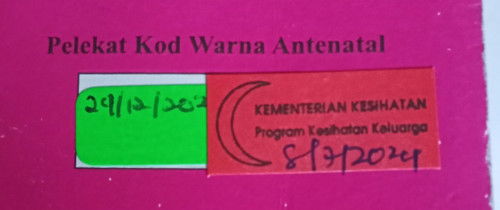 Pelekat Kod Warna Antenatal
29/12/202
KEMENTERIAN KESIHATAN
Program Kesihatan Keluarga
8/7/2024